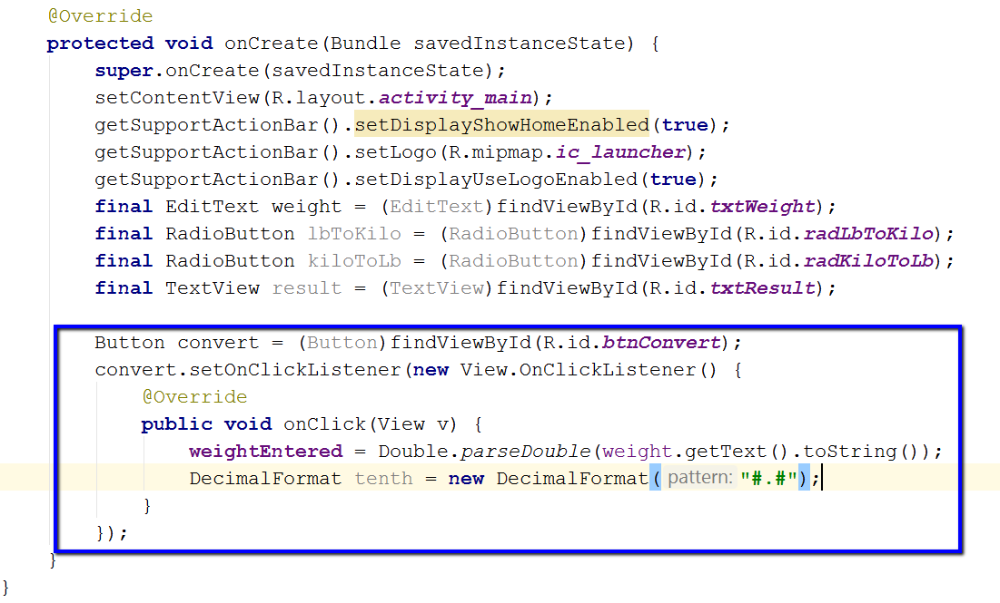 @Override
protected void onCreate(Bundle savedInstanceState) {
super.onCreate(savedInstanceState);
setContentView(R.layout.activity_main);
getSupportActionBar().setDisplayShowHomeEnabled(true);
getSupportActionBar().setLogo(R.mipmap.ic_launcher);
getSupportActionBar().setDisplayUseLogoEnabled(true);
final EditText weight = (EditText)findViewById(R.id.txtWeight);
final RadioButton lbToKilo = (RadioButton)findViewById(R.id.radLbToKilo);
final RadioButton kiloToLb = (RadioButton)findViewById(R.id.radKiloToLb);
final TextView result = (TextView)findViewById(R.id.txtResult);
Button convert = (Button)findViewById(R.id.btnConvert);
convert.setOnClickListener(new View.OnClickListener() {
@Override
public void onClick(View v) {
weightEntered = Double.parseDouble(weight.getText().toString());
DecimalFormat tenth = new DecimalFormat( pattern: "#.#");
}
});
}
}